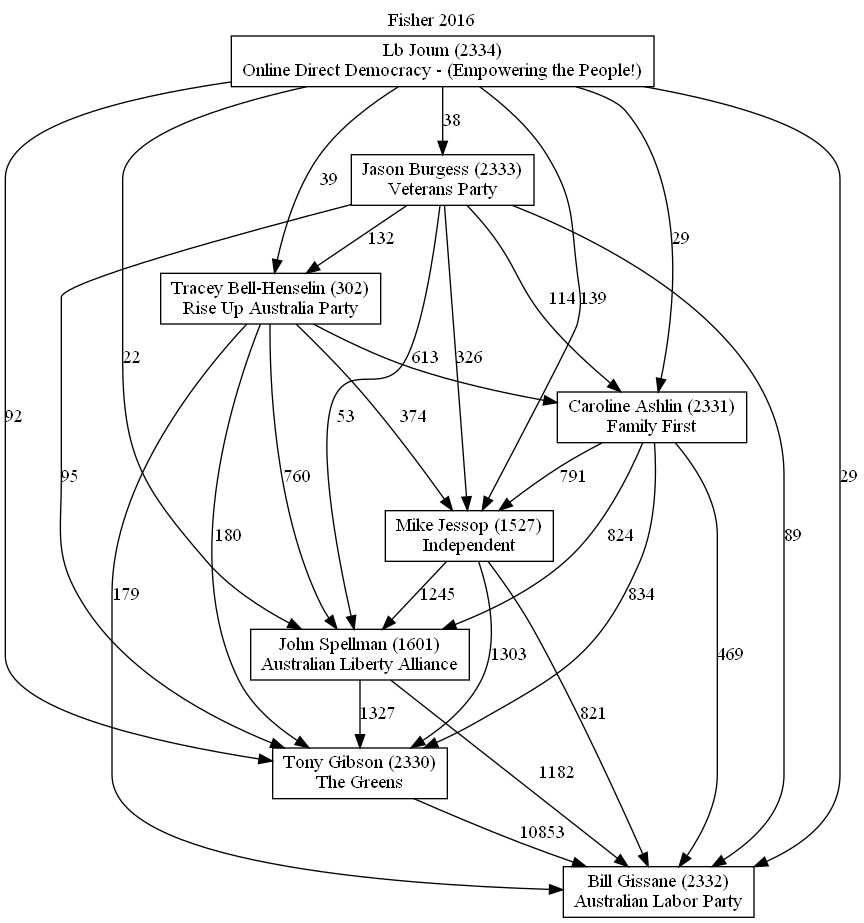 Fisher 2016
Lb Joum (2334)
Online Direct Democracy - (Empowering the People!)
38
Jason Burgess (2333)
Veterans Party
39
132
29
Tracey Bell-Henselin (302)
Rise Up Australia Party
114
139
22
613
326
Caroline Ashlin (2331)
Family First
92
53
374
95
760
791
29
Mike Jessop (1527)
Independent
180
824
89
179
1245
834
John Spellman (1601)
Australian Liberty Alliance
1303
469
1327
821
Tony Gibson (2330)
The Greens
1182
10853
Bill Gissane (2332)
Australian Labor Party